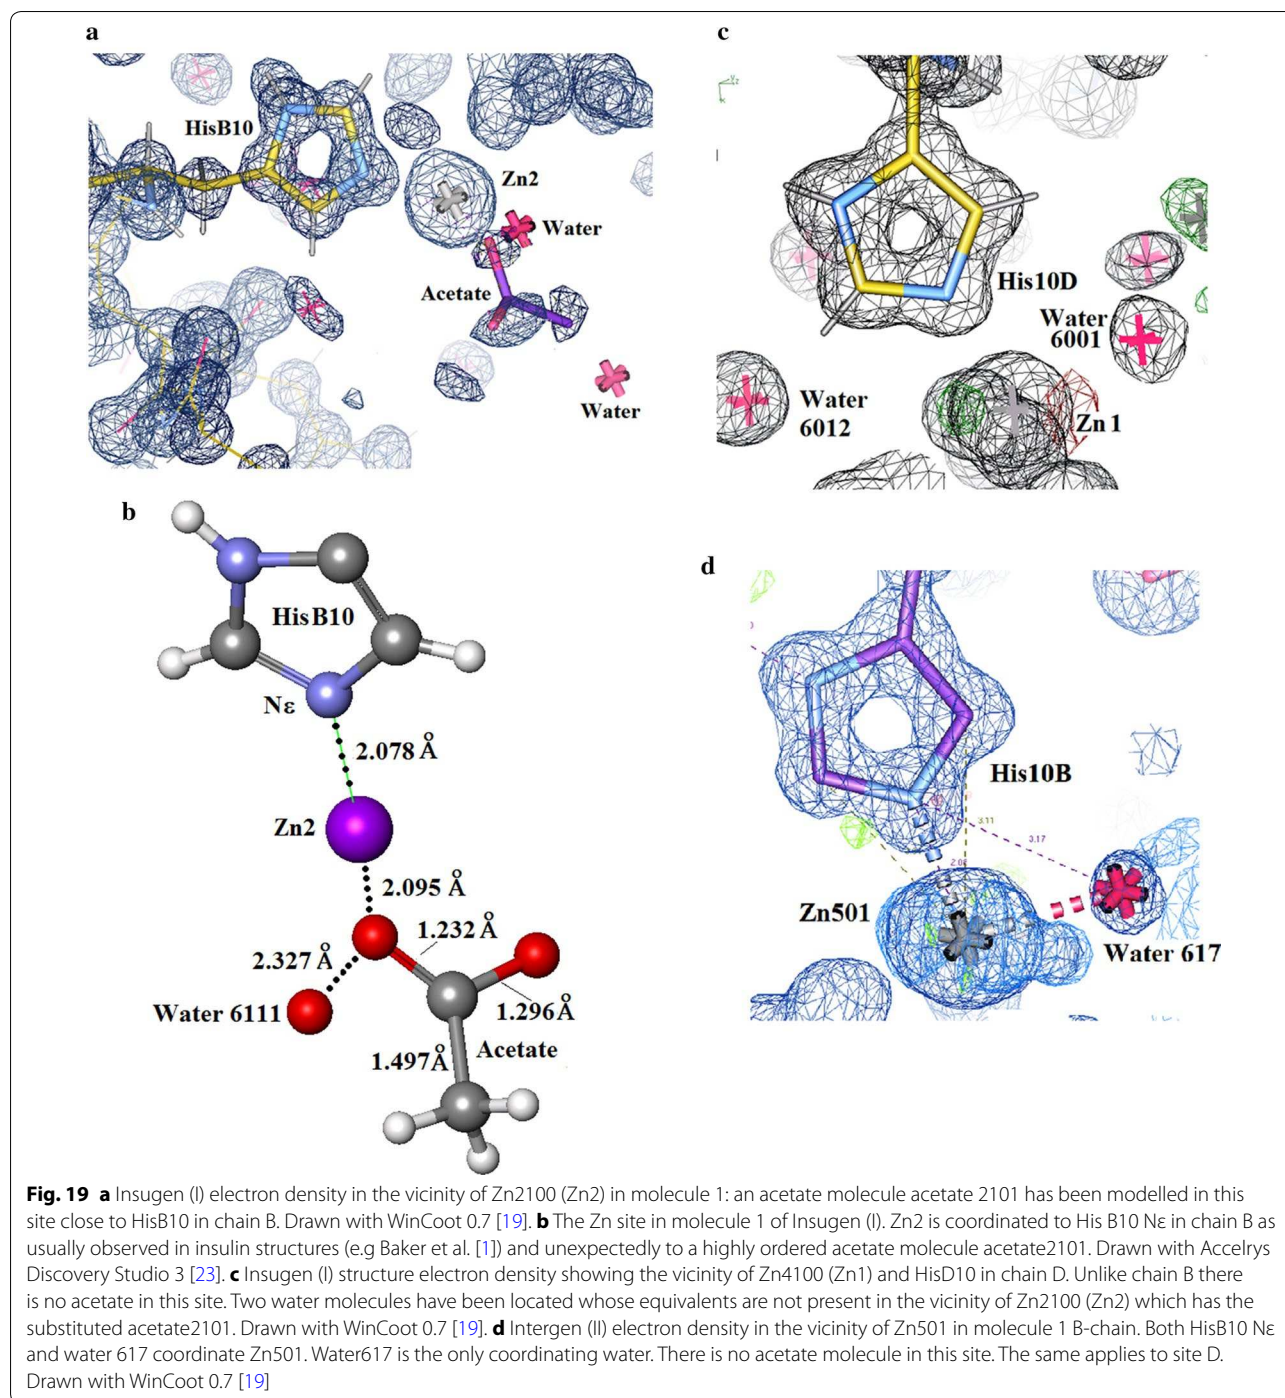 a
HisB10
Zn2
Water
Acetate
Water
c
His10D
Water
6001
Water
6012
Zn 1
b
HisB10
Nε
2.078 Å
Zn2
2.095 Å
1.232 Å
2.327 Å
Water 6111
1.296Å
1.497Å
Acetate
d
His10B
3.11
3.17
Zn501
Water 617
Fig. 19 a Insugen (I) electron density in the vicinity of Zn2100 (Zn2) in molecule 1: an acetate molecule acetate 2101 has been modelled in this
site close to HisB10 in chain B. Drawn with WinCoot 0.7 [19]. b The Zn site in molecule 1 of Insugen (I). Zn2 is coordinated to His B10 Nε in chain B as
usually observed in insulin structures (e.g Baker et al. [1]) and unexpectedly to a highly ordered acetate molecule acetate2101. Drawn with Accelrys
Discovery Studio 3 [23]. c Insugen (I) structure electron density showing the vicinity of Zn4100 (Zn1) and HisD10 in chain D. Unlike chain B there
is no acetate in this site. Two water molecules have been located whose equivalents are not present in the vicinity of Zn2100 (Zn2) which has the
substituted acetate2101. Drawn with WinCoot 0.7 [19]. d Intergen (II) electron density in the vicinity of Zn501 in molecule 1 B-chain. Both HisB10 Nε
and water 617 coordinate Zn501. Water617 is the only coordinating water. There is no acetate molecule in this site. The same applies to site D.
Drawn with WinCoot 0.7 [19]